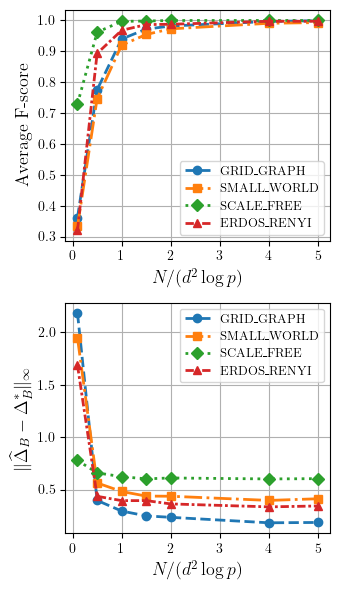 1.0
0.9
0.8
0.7
0.6
0.5
0.4
0.3
Average F-score
GRID_GRAPH
SMALL_WORLD
SCALE_FREE
ERDOS_RENYI
0 1 2 3 4 5
N/(d² log p)
2.0
1.5
1.0
0.5
||Δ̂_B − Δ*_B||_∞
GRID_GRAPH
SMALL_WORLD
SCALE_FREE
ERDOS_RENYI
0 1 2 3 4 5
N/(d² log p)